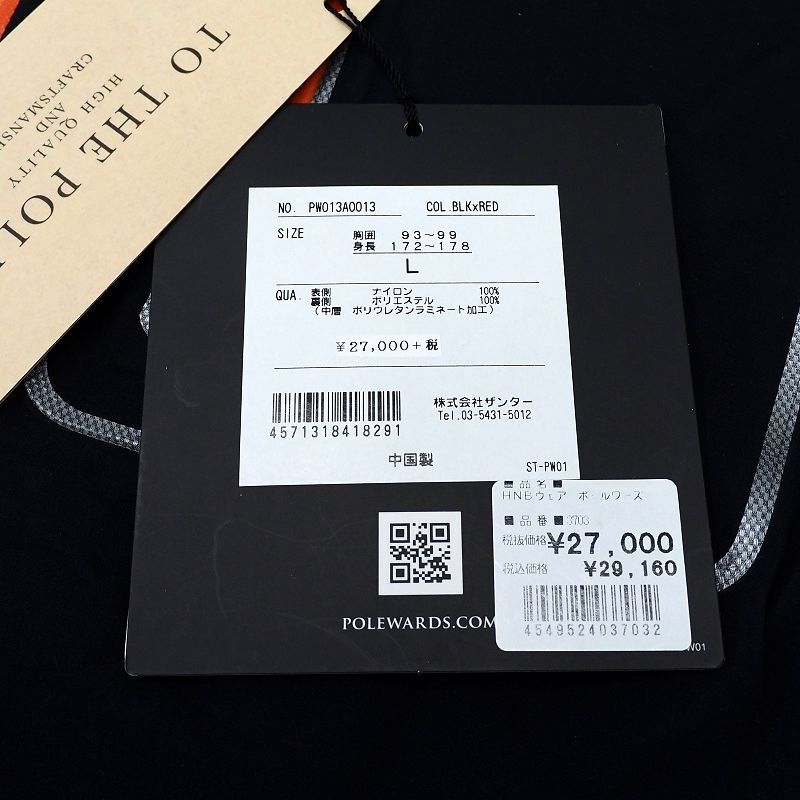 TO THE POL
HIGH QUALITY
AND
CRAFTSMANSH
NO. PW013A0013 COL.BLKxRED
SIZE 胸囲 93~99
身長 172~178
L
QUA. 表側 ナイロン 100%
裏側 ポリエステル 100%
(中層 ポリウレタンラミネート加工)
¥27,000+税
株式会社ザンター
Tel.03-5431-5012
4571318418291
中国製
ST-PW01
■品名■
HNBウェア ポールワーズ
■品番■3703
税抜価格¥27,000
税込価格 ¥29,160
4549524037032
POLEWARDS.COM
W01